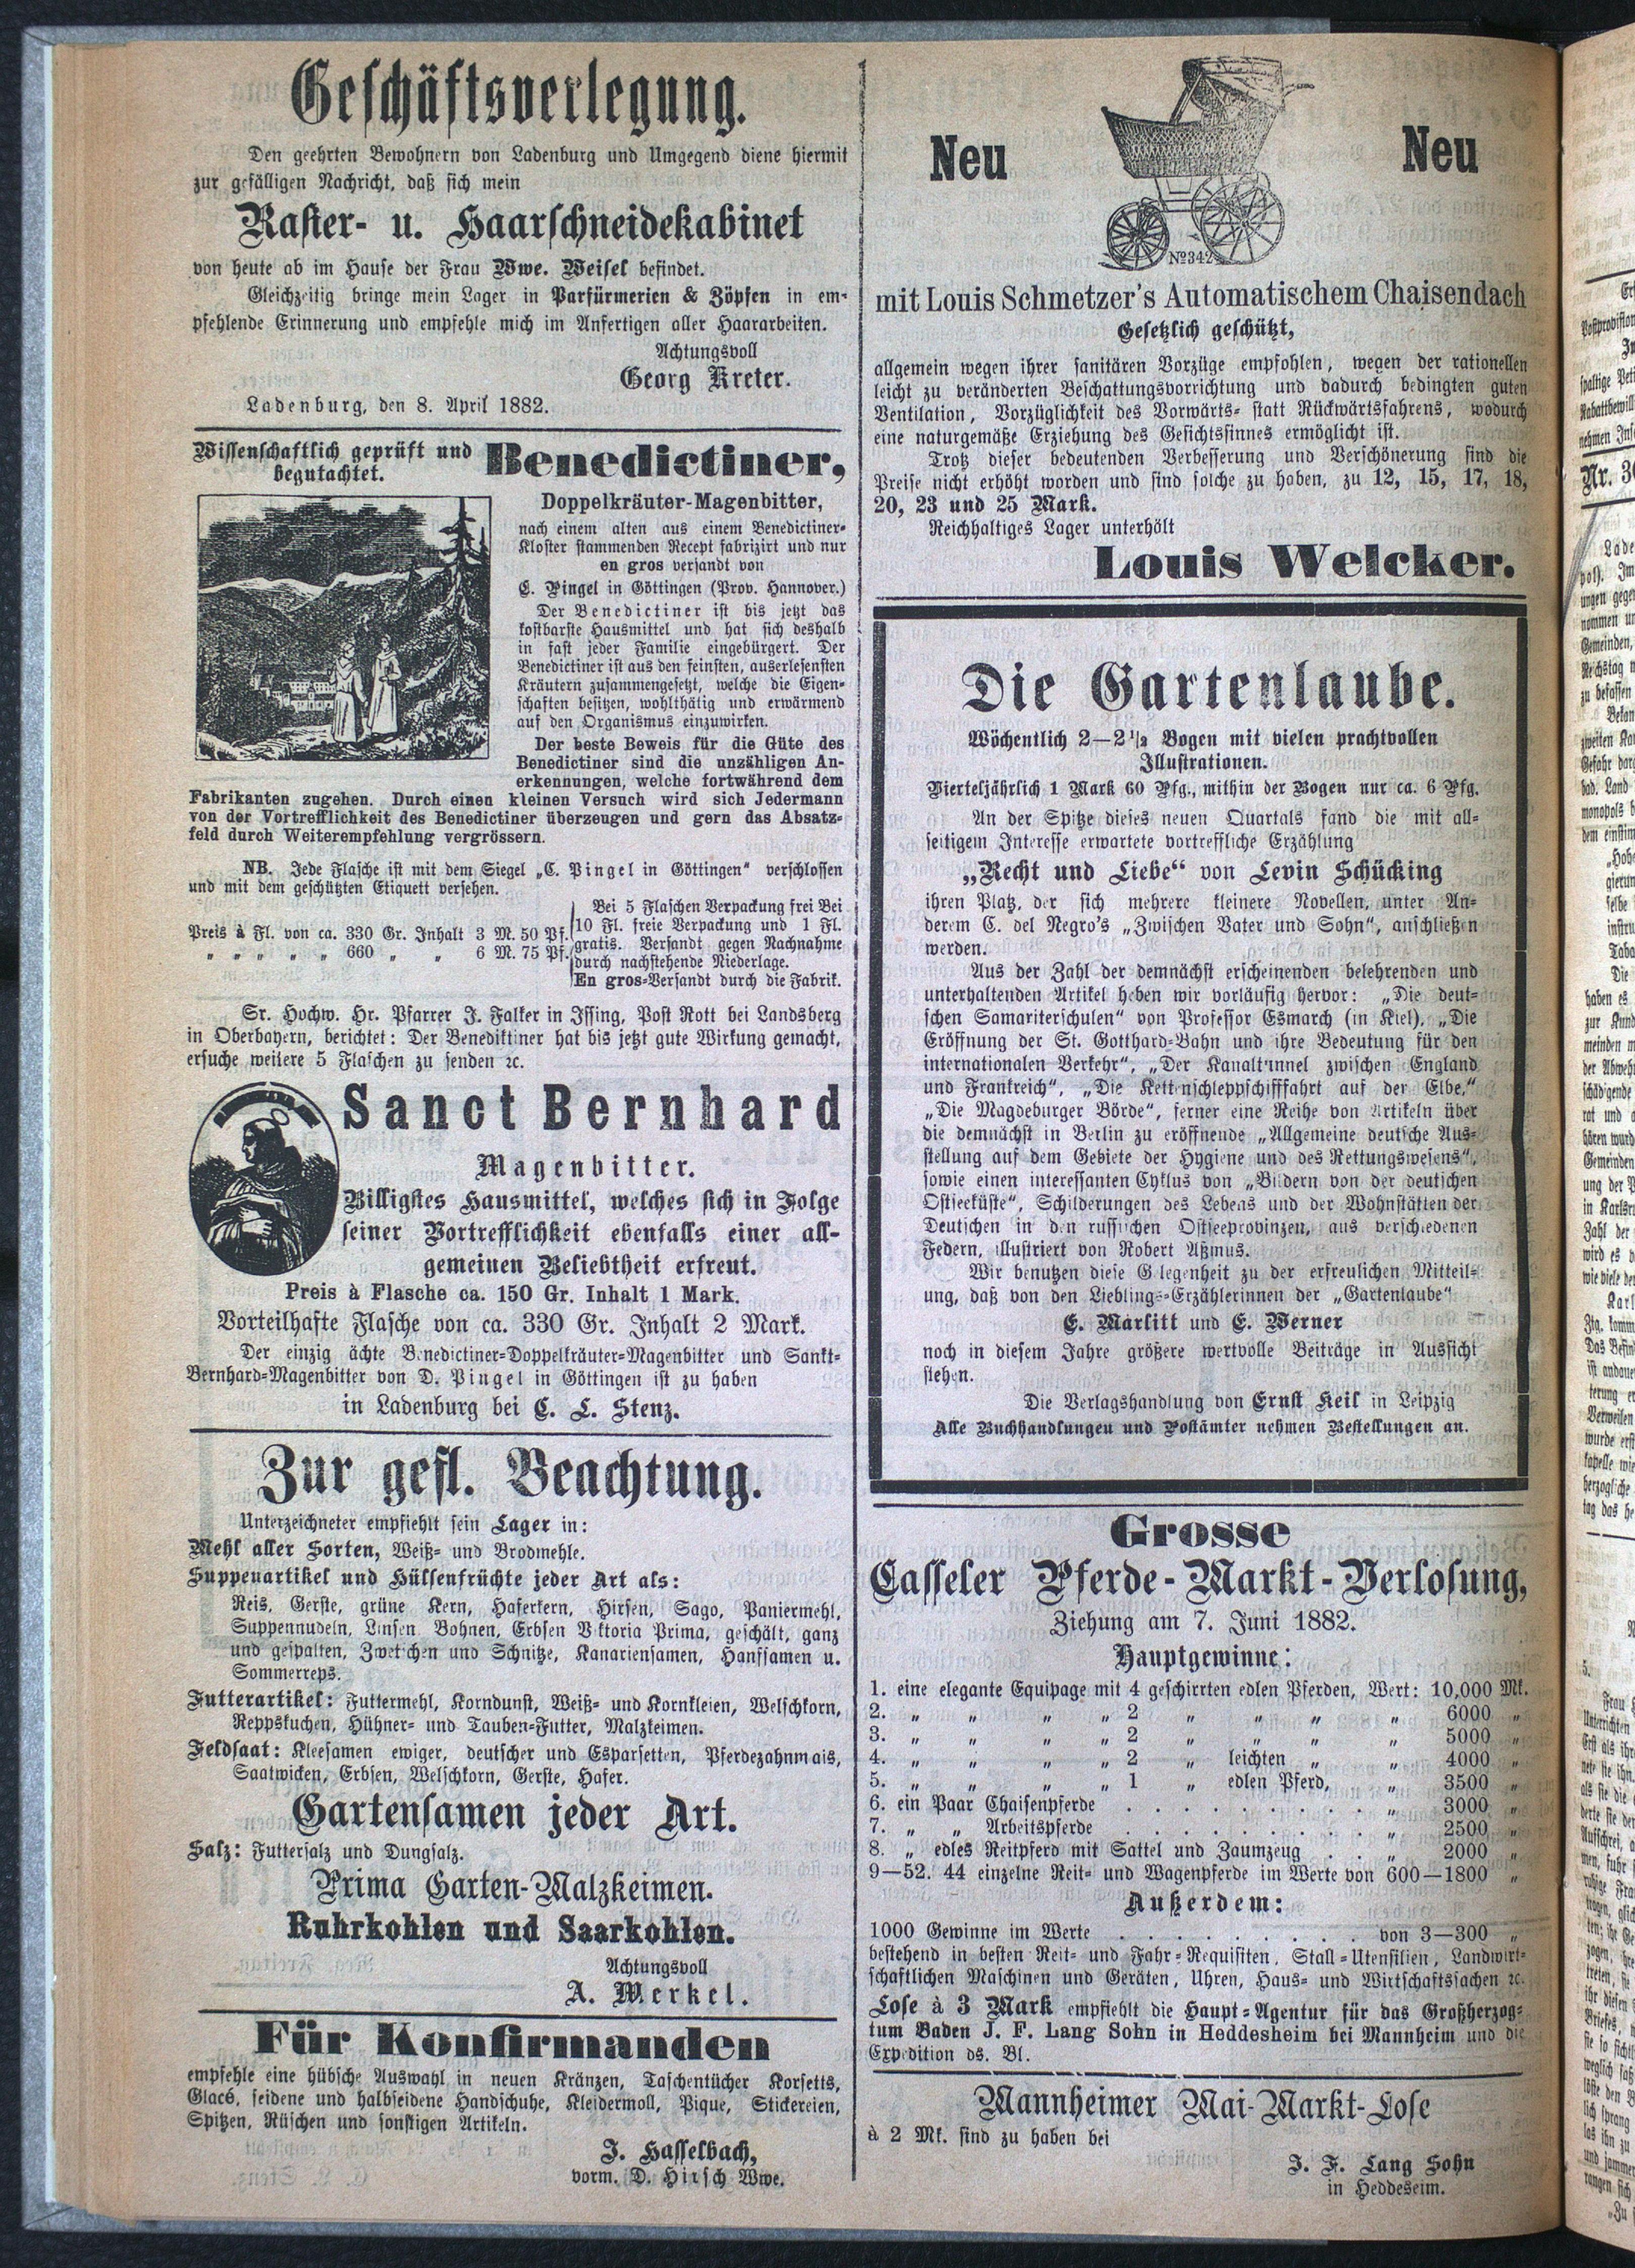 Geschäftsverlegung.
Den geehrten Bewohnern von Ladenburg und Umgegend diene hiermit
zur gefälligen Nachricht, daß sich mein
Rasier- u. Haarschneidekabinet
von heute ab im Hause der Frau Wwe. Weisel befindet.
Gleichzeitig bringe mein Lager in Parfürmerien & Zöpfen in em-
pfehlende Erinnerung und empfehle mich im Anfertigen aller Haararbeiten.
Achtungsvoll
Georg Kreter.
Ladenburg, den 8. April 1882.
Wissenschaftlich geprüft und
begutachtet.
Benedictiner,
Doppelkräuter-Magenbitter,
nach einem alten aus einem Benedictiner-
Kloster stammenden Recept fabrizirt und nur
en gros versandt von
C. Pingel in Göttingen (Prov. Hannover.)
Der Benedictiner ist bis jetzt das
kostbarste Hausmittel und hat sich deshalb
in fast jeder Familie eingebürgert. Der
Benedictiner ist aus den feinsten, auserlesensten
Kräutern zusammengesetzt, welche die Eigen-
schaften besitzen, wohlthätig und erwärmend
auf den Organismus einzuwirken.
Der beste Beweis für die Güte des
Benedictiner sind die unzähligen An-
erkennungen, welche fortwährend dem
Fabrikanten zugehen. Durch einen kleinen Versuch wird sich Jedermann
von der Vortrefflichkeit des Benedictiner überzeugen und gern das Absatz-
feld durch Weiterempfehlung vergrössern.
NB. Jede Flasche ist mit dem Siegel „C. Pingel in Göttingen“ verschlossen
und mit dem geschützten Etiquett versehen.
Preis à Fl. von ca. 330 Gr. Inhalt 3 M. 50 Pf.
„ „ „ „ „ 660 „ „ 6 M. 75 Pf.
Bei 5 Flaschen Verpackung frei Bei
10 Fl. freie Verpackung und 1 Fl.
gratis. Versandt gegen Nachnahme
durch nachstehende Niederlage.
En gros-Versandt durch die Fabrik.
Sr. Hochw. Hr. Pfarrer J. Falker in Issing, Post Rott bei Landsberg
in Oberbayern, berichtet: Der Benediktiner hat bis jetzt gute Wirkung gemacht,
ersuche weitere 5 Flaschen zu senden ꝛc.
Sanct Bernhard
Magenbitter.
Billigstes Hausmittel, welches sich in Folge
seiner Vortrefflichkeit ebenfalls einer all-
gemeinen Beliebtheit erfreut.
Preis à Flasche ca. 150 Gr. Inhalt 1 Mark.
Vorteilhafte Flasche von ca. 330 Gr. Inhalt 2 Mark.
Der einzig ächte Benedictiner-Doppelkräuter-Magenbitter und Sankt-
Bernhard-Magenbitter von D. Pingel in Göttingen ist zu haben
in Ladenburg bei C. L. Stenz.
Zur gefl. Beachtung.
Unterzeichneter empfiehlt sein Lager in:
Mehl aller Sorten, Weiß- und Brodmehle.
Suppenartikel und Hülsenfrüchte jeder Art als:
Reis, Gerste, grüne Kern, Haferkern, Hirsen, Sago, Paniermehl,
Suppennudeln, Linsen Bohnen, Erbsen Viktoria Prima, geschält, ganz
und gespalten, Zwetschen und Schnitze, Kanariensamen, Hanfsamen u.
Sommerreps.
Futterartikel: Futtermehl, Korndunst, Weiß- und Kornkleien, Welschkorn,
Reppskuchen, Hühner- und Tauben-Futter, Malzkeimen.
Feldsaat: Kleesamen ewiger, deutscher und Esparsetten, Pferdezahnmais,
Saatwicken, Erbsen, Welschkorn, Gerste, Hafer.
Gartensamen jeder Art.
Salz: Futtersalz und Dungsalz.
Prima Garten-Malzkeimen.
Ruhrkohlen und Saarkohlen.
Achtungsvoll
A. Merkel.
Für Konfirmanden
empfehle eine hübsche Auswahl in neuen Kränzen, Taschentücher Korsetts,
Glacé, seidene und halbseidene Handschuhe, Kleidermoll, Pique, Stickereien,
Spitzen, Rüschen und sonstigen Artikeln.
J. Hasselbach,
vorm. D. Hirsch Wwe.
Neu
Neu
No 342
mit Louis Schmetzer's Automatischem Chaisendach
Gesetzlich geschützt,
allgemein wegen ihrer sanitären Vorzüge empfohlen, wegen der rationellen
leicht zu veränderten Beschattungsvorrichtung und dadurch bedingten guten
Ventilation, Vorzüglichkeit des Vorwärts- statt Rückwärtsfahrens, wodurch
eine naturgemäße Erziehung des Gesichtssinnes ermöglicht ist.
Trotz dieser bedeutenden Verbesserung und Verschönerung sind die
Preise nicht erhöht worden und sind solche zu haben, zu 12, 15, 17, 18,
20, 23 und 25 Mark.
Reichhaltiges Lager unterhält
Louis Welcker.
Die Gartenlaube.
Wöchentlich 2—2½ Bogen mit vielen prachtvollen
Illustrationen.
Vierteljährlich 1 Mark 60 Pfg., mithin der Bogen nur ca. 6 Pfg.
An der Spitze dieses neuen Quartals fand die mit all-
seitigem Interesse erwartete vortreffliche Erzählung
„Recht und Liebe“ von Levin Schücking
ihren Platz, der sich mehrere kleinere Novellen, unter An-
derem C. del Negro's „Zwischen Vater und Sohn“, anschließen
werden.
Aus der Zahl der demnächst erscheinenden belehrenden und
unterhaltenden Artikel heben wir vorläufig hervor: „Die deut-
schen Samariterschulen“ von Professor Esmarch (in Kiel), „Die
Eröffnung der St. Gotthard-Bahn und ihre Bedeutung für den
internationalen Verkehr“, „Der Kanaltunnel zwischen England
und Frankreich“, „Die Kettenschleppschifffahrt auf der Elbe,“
„Die Magdeburger Börde“, ferner eine Reihe von Artikeln über
die demnächst in Berlin zu eröffnende „Allgemeine deutsche Aus-
stellung auf dem Gebiete der Hygiene und des Rettungswesens“,
sowie einen interessanten Cyklus von „Bildern von der deutschen
Ostseeküste“, Schilderungen des Lebens und der Wohnstätten der
Deutschen in den russischen Ostseeprovinzen, aus verschiedenen
Federn, illustriert von Robert Aßmus.
Wir benutzen diese Gelegenheit zu der erfreulichen Mitteil-
ung, daß von den Lieblings-Erzählerinnen der „Gartenlaube“
E. Marlitt und E. Werner
noch in diesem Jahre größere wertvolle Beiträge in Aussicht
stehen.
Die Verlagshandlung von Ernst Keil in Leipzig
Alle Buchhandlungen und Postämter nehmen Bestellungen an.
Grosse
Casseler Pferde-Markt-Verlosung,
Ziehung am 7. Juni 1882.
Hauptgewinne:
1. eine elegante Equipage mit 4 geschirrten edlen Pferden, Wert: 10,000 Mk.
2. „ „ „ „ 2 „ „ „ „ 6000 „
3. „ „ „ „ 2 „ „ „ „ 5000 „
4. „ „ „ „ 2 „ leichten „ „ 4000 „
5. „ „ „ „ 1 „ edlen Pferd, „ 3500 „
6. ein Paar Chaisenpferde . . . . . . . . „ 3000 „
7. „ „ Arbeitspferde . . . . . . . . „ 2500 „
8. „ edles Reitpferd mit Sattel und Zaumzeug . . „ 2000 „
9—52. 44 einzelne Reit- und Wagenpferde im Werte von 600—1800 „
Außerdem:
1000 Gewinne im Werte . . . . . . . . . von 3—300 „
bestehend in besten Reit- und Fahr-Requisiten, Stall-Utensilien, Landwirt-
schaftlichen Maschinen und Geräten, Uhren, Haus- und Wirtschaftssachen ꝛc.
Lose à 3 Mark empfiehlt die Haupt-Agentur für das Großherzog-
tum Baden J. F. Lang Sohn in Heddesheim bei Mannheim und die
Expedition ds. Bl.
Mannheimer Mai-Markt-Lose
à 2 Mk. sind zu haben bei
J. F. Lang Sohn
in Heddeseim.